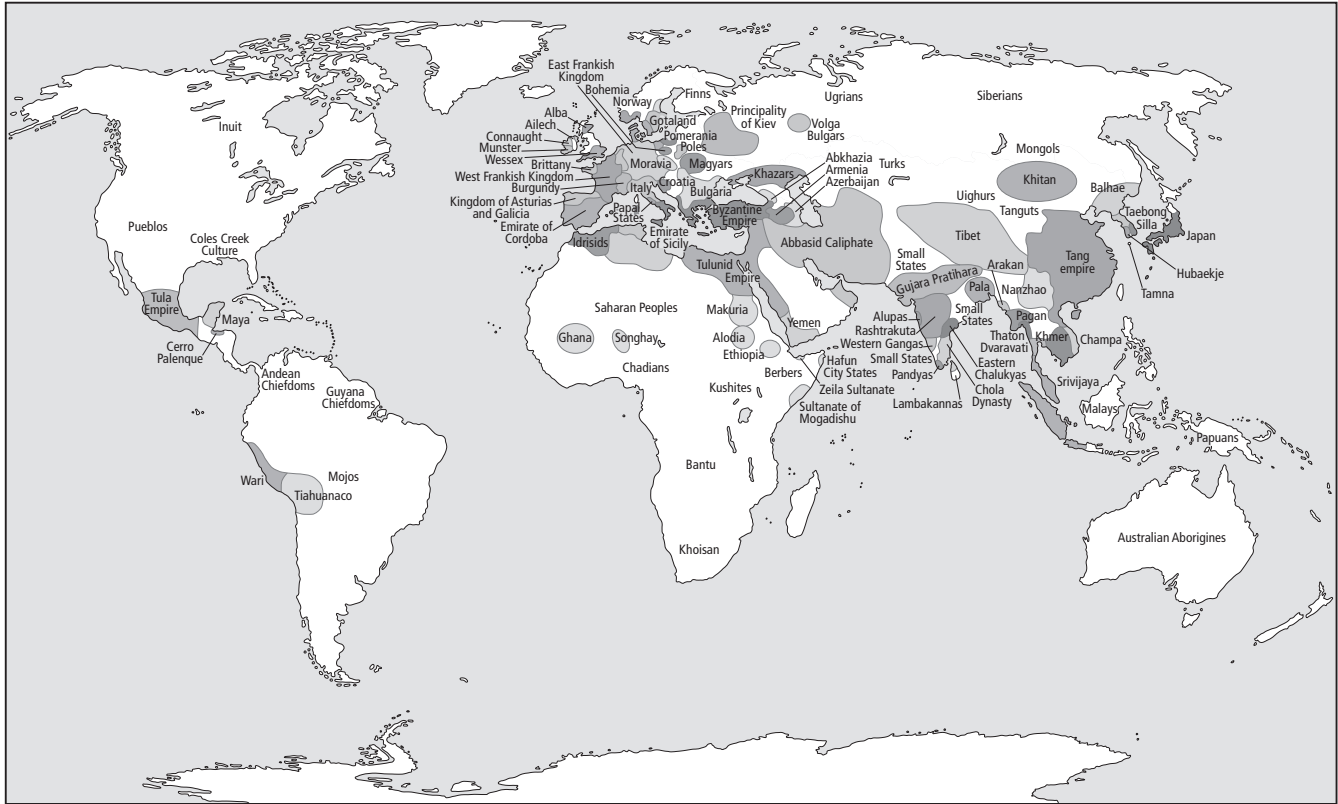 East Frankish
Kingdom
Bohemia
Norway
Finns
Ugrians
Siberians
Inuit
Alba
Ailech
Connaught
Munster
Wessex
Brittany
West Frankish Kingdom
Burgundy
Kingdom of Asturias
and Galicia
Emirate of
Cordoba
Gotaland
Pomerania
Poles
Principality
of Kiev
Volga
Bulgars
Moravia
Magyars
Khazars
Croatia
Italy
Bulgaria
Papal
States
Byzantine
Empire
Emirate
of Sicily
Idrisids
Abkhazia
Armenia
Azerbaijan
Turks
Mongols
Khitan
Uighurs
Tanguts
Balhae
Taebong
Silla
Japan
Hubaekje
Tamna
Pueblos
Coles Creek
Culture
Tula
Empire
Maya
Cerro
Palenque
Andean
Chiefdoms
Guyana
Chiefdoms
Wari
Mojos
Tiahuanaco
Tulunid
Empire
Abbasid Caliphate
Saharan Peoples
Makuria
Yemen
Ghana
Songhay
Alodia
Ethiopia
Chadians
Berbers
Kushites
Hafun
City States
Zeila Sultanate
Sultanate of
Mogadishu
Bantu
Khoisan
Tibet
Small
States
Gujara Pratihara
Arakan
Pala
Nanzhao
Tang
empire
Alupas
Rashtrakuta
Western Gangas
Small States
Pandyas
Lambakannas
Small
States
Eastern
Chalukyas
Chola
Dynasty
Pagan
Thaton
Dvaravati
Khmer
Champa
Srivijaya
Malays
Papuans
Australian Aborigines